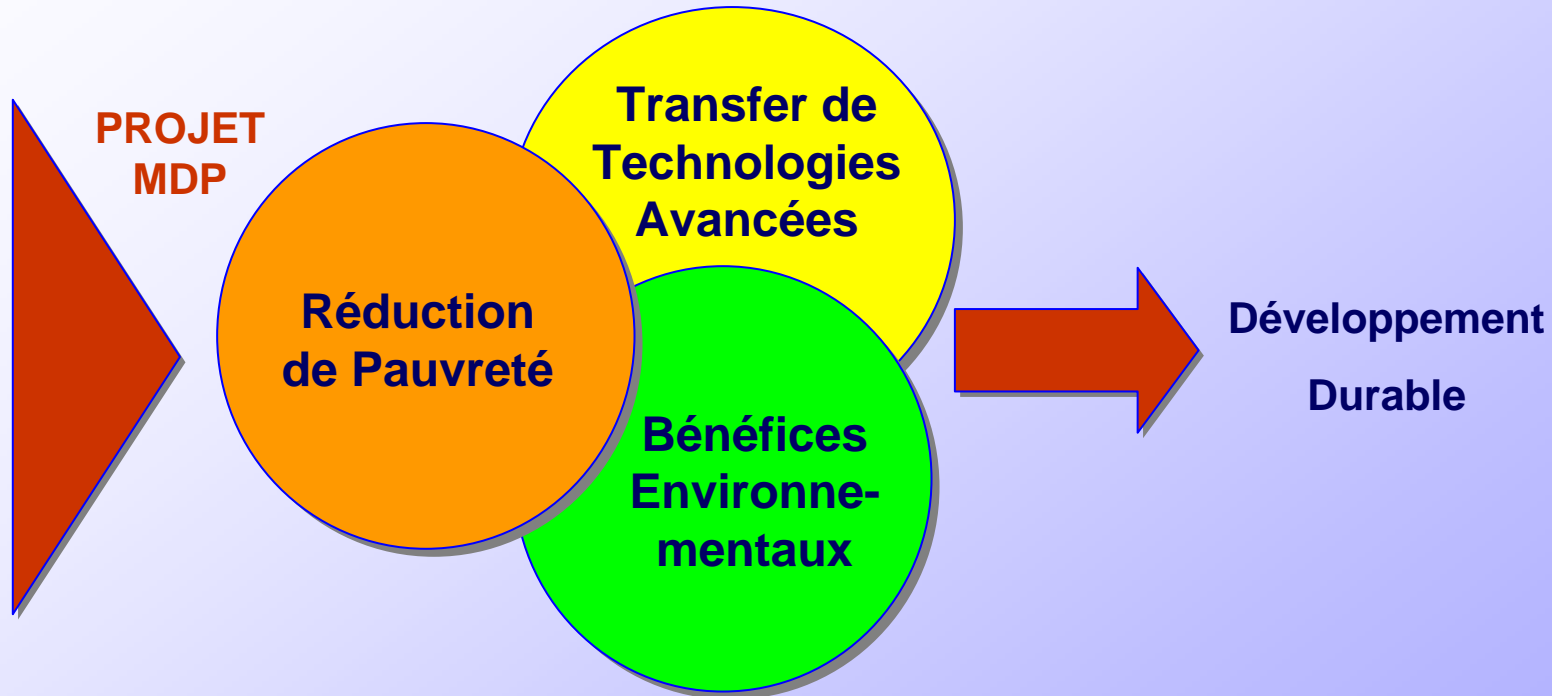 PROJET
MDP
Transfer de
Technologies
Avancées
Réduction
de Pauvreté
Bénéfices
Environne-
mentaux
Développement
Durable